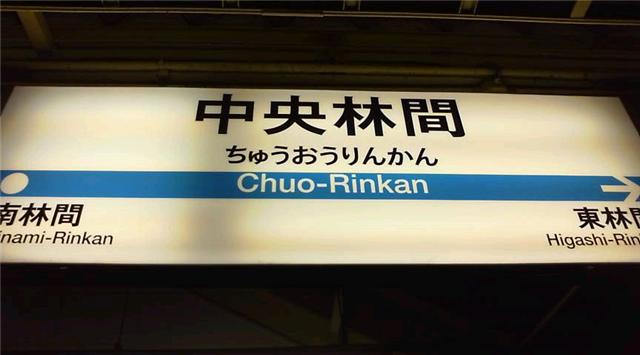 中央林間
ちゅうおうりんかん
Chuo-Rinkan
南林間
東林間
inami-Rinkan
Higashi-Rin